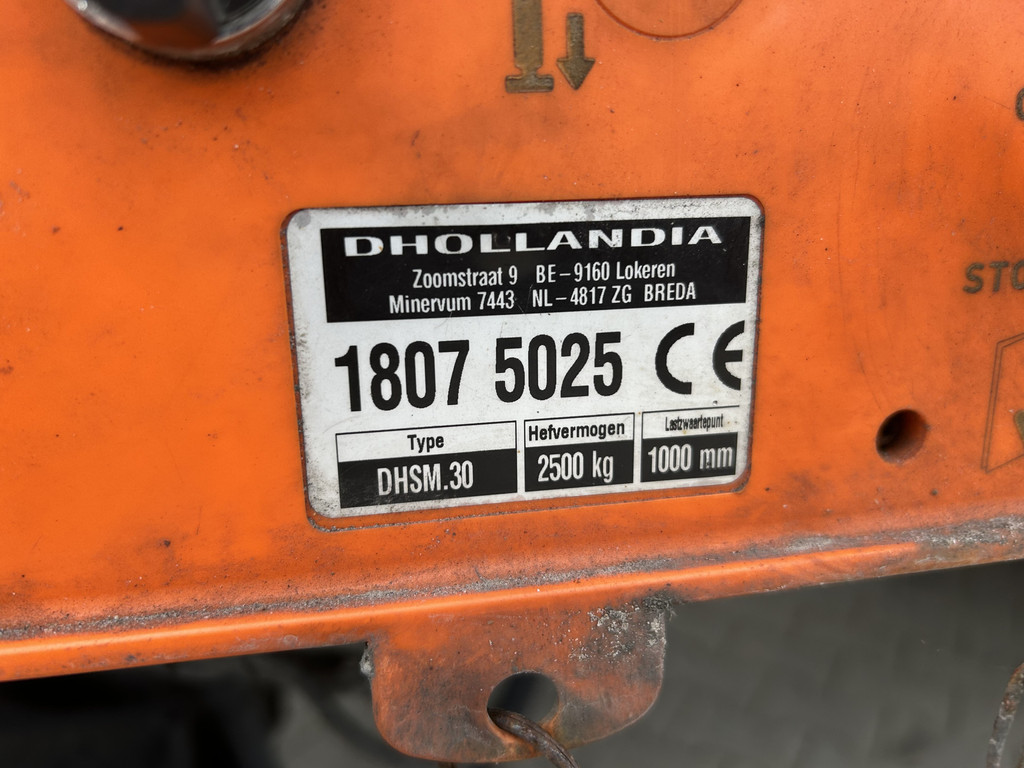 DHOLLANDIA
Zoomstraat 9 BE-9160 Lokeren
Minervum 7443 NL-4817 ZG BREDA
1807 5025 CE
Type
DHSM.30
Hefvermogen
2500 kg
Lastzwaartepunt
1000 mm